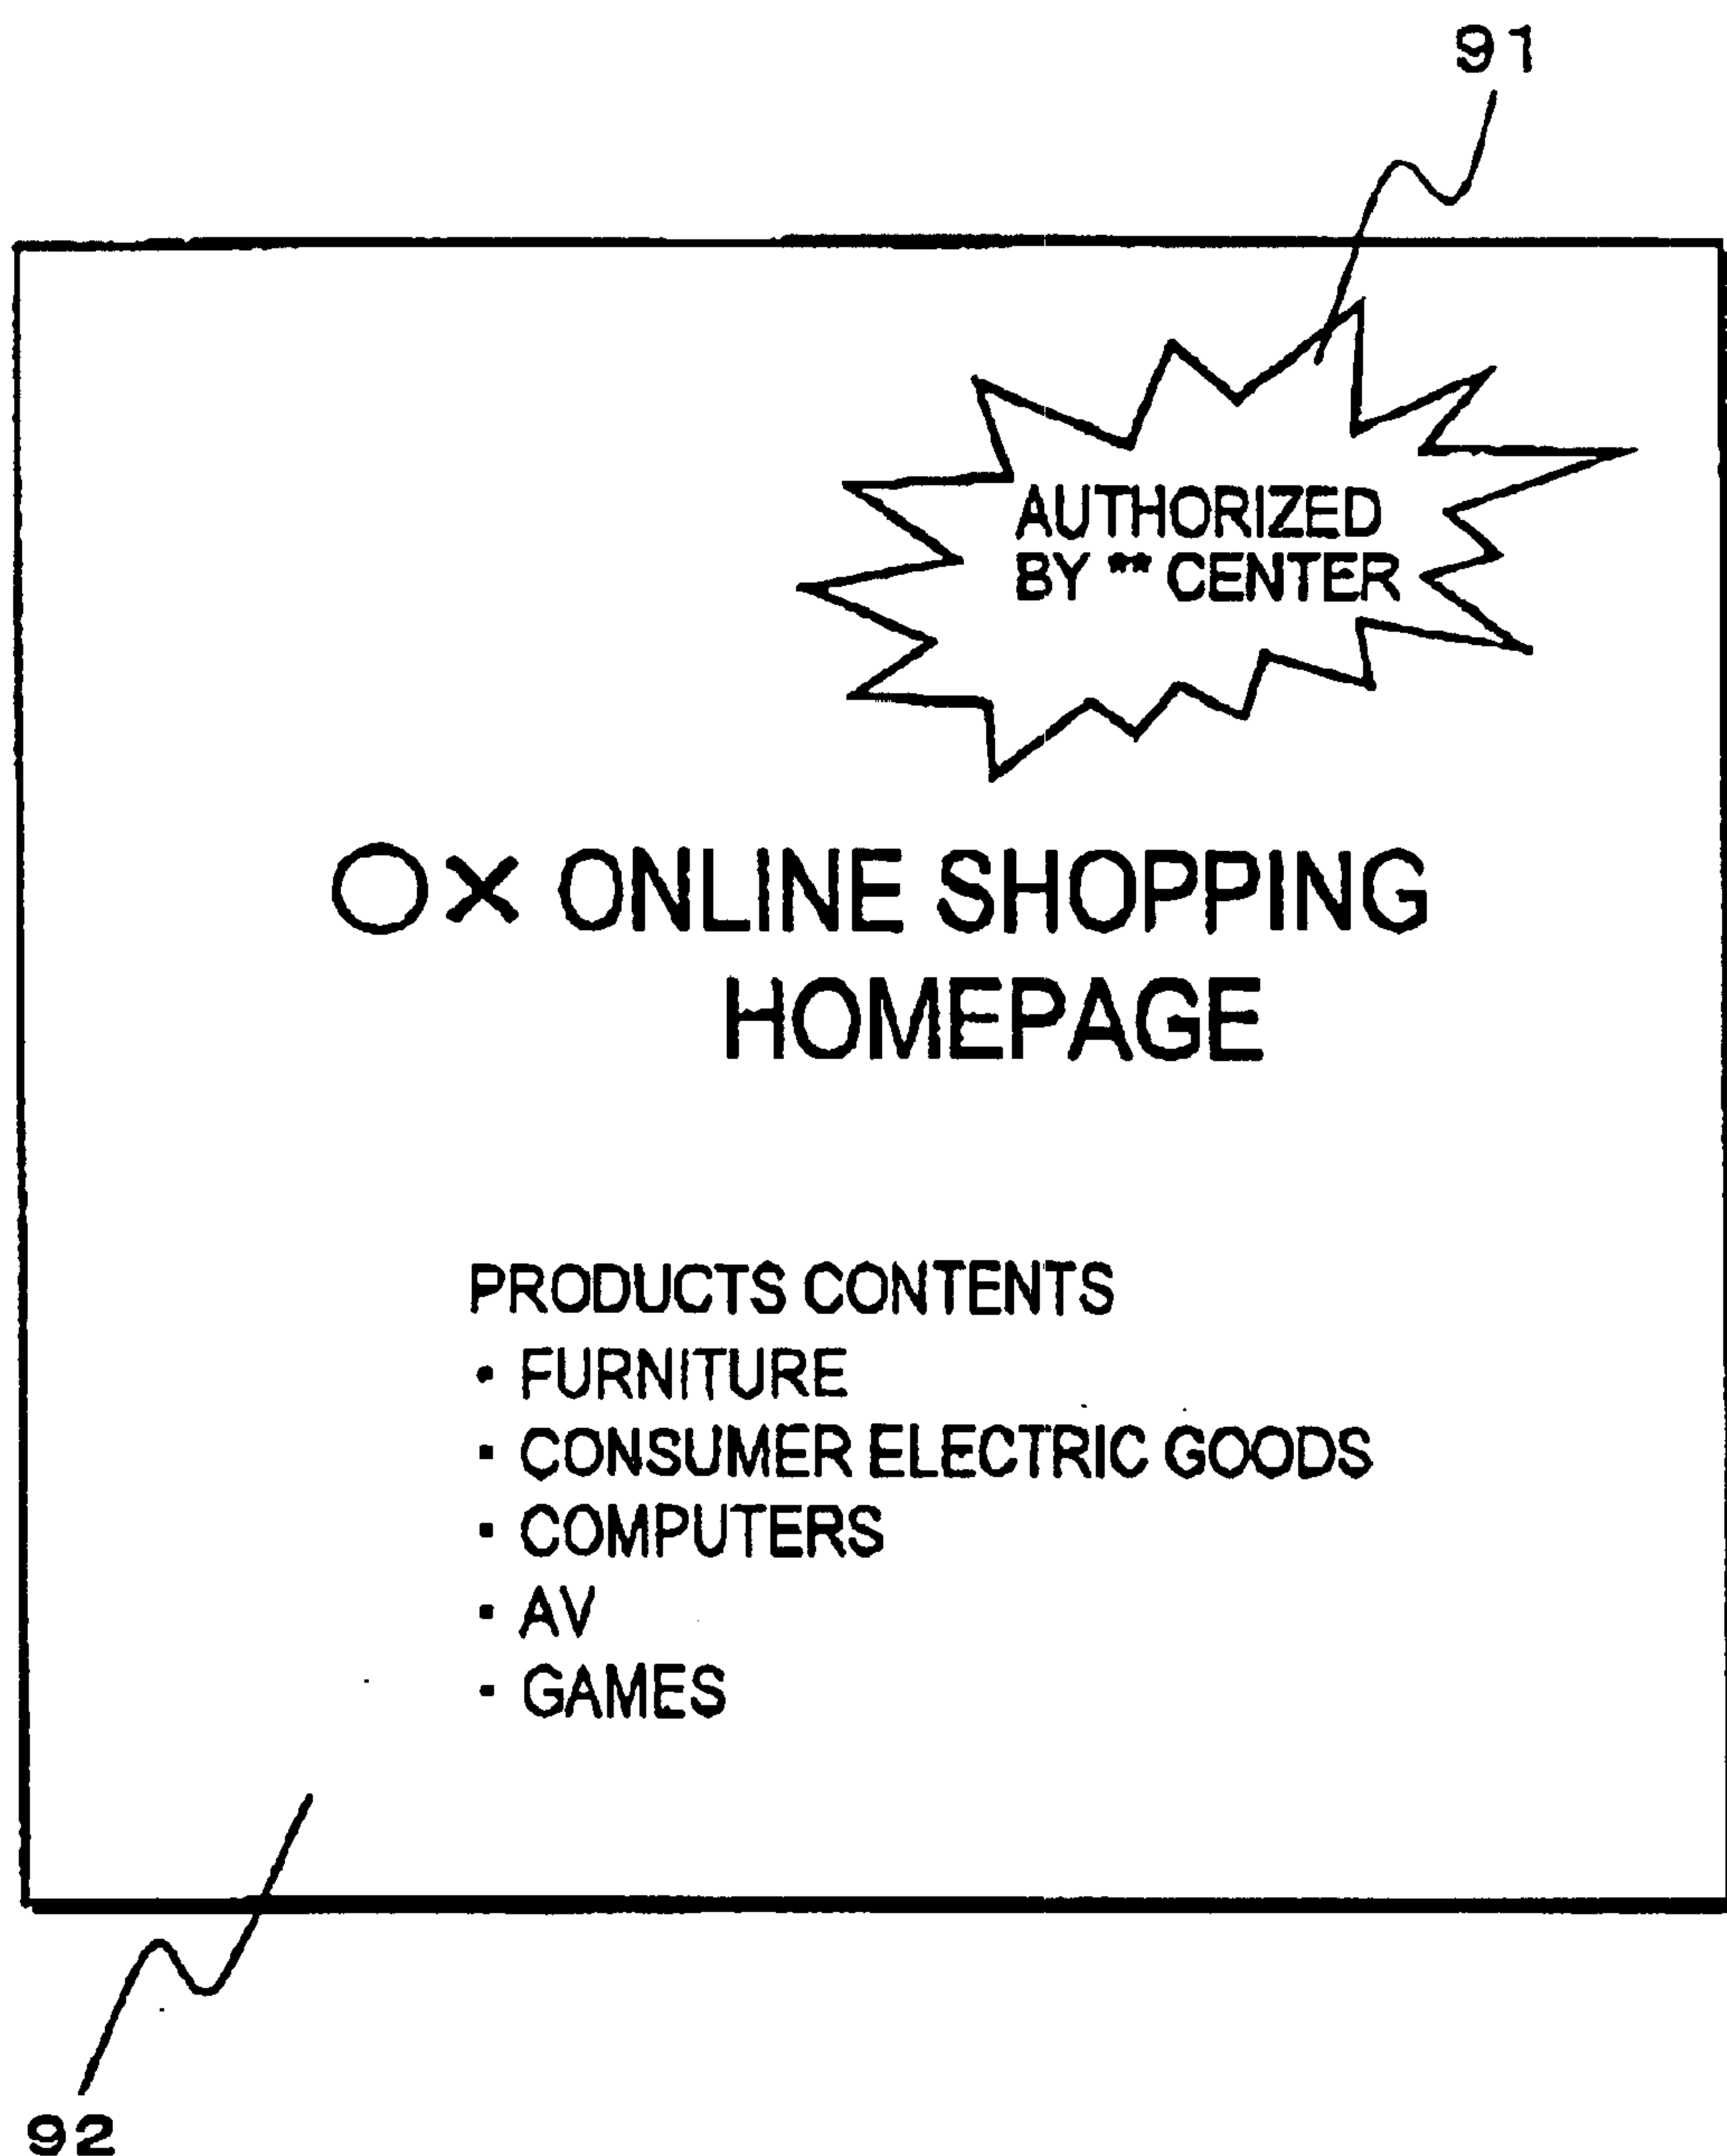 91
AUTHORIZED
BY ** CENTER
○× ONLINE SHOPPING
HOMEPAGE
PRODUCTS CONTENTS
・FURNITURE
・CONSUMER ELECTRIC GOODS
・COMPUTERS
・AV
・GAMES
92